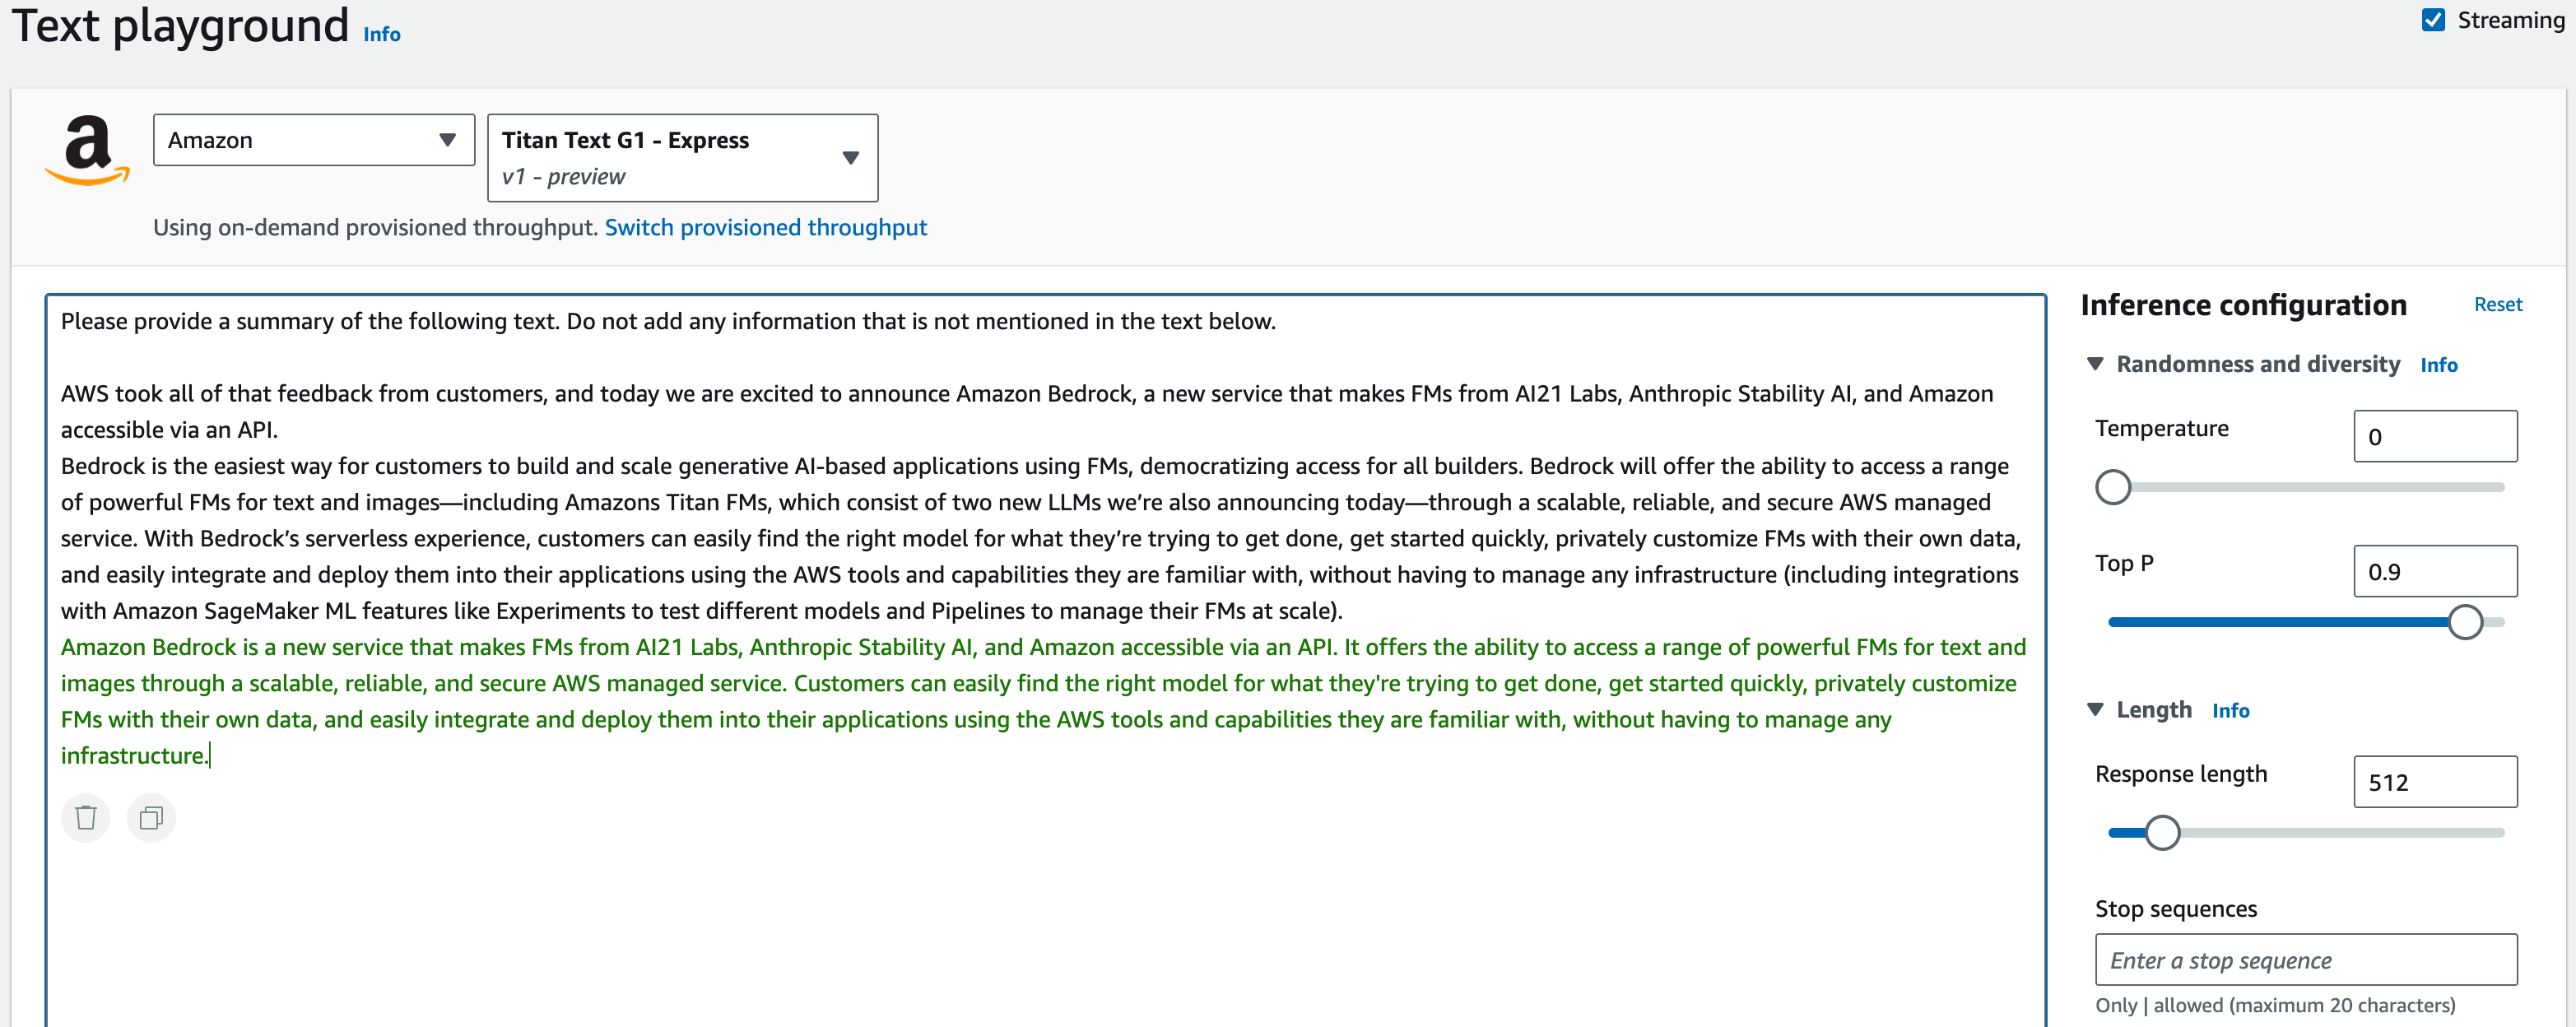 Text playground Info
Streaming
a
Amazon
Titan Text G1 - Express
v1 - preview
Using on-demand provisioned throughput. Switch provisioned throughput
Please provide a summary of the following text. Do not add any information that is not mentioned in the text below.
AWS took all of that feedback from customers, and today we are excited to announce Amazon Bedrock, a new service that makes FMs from AI21 Labs, Anthropic Stability AI, and Amazon
accessible via an API.
Bedrock is the easiest way for customers to build and scale generative AI-based applications using FMs, democratizing access for all builders. Bedrock will offer the ability to access a range
of powerful FMs for text and images—including Amazons Titan FMs, which consist of two new LLMs we’re also announcing today—through a scalable, reliable, and secure AWS managed
service. With Bedrock’s serverless experience, customers can easily find the right model for what they’re trying to get done, get started quickly, privately customize FMs with their own data,
and easily integrate and deploy them into their applications using the AWS tools and capabilities they are familiar with, without having to manage any infrastructure (including integrations
with Amazon SageMaker ML features like Experiments to test different models and Pipelines to manage their FMs at scale).
Amazon Bedrock is a new service that makes FMs from AI21 Labs, Anthropic Stability AI, and Amazon accessible via an API. It offers the ability to access a range of powerful FMs for text and
images through a scalable, reliable, and secure AWS managed service. Customers can easily find the right model for what they're trying to get done, get started quickly, privately customize
FMs with their own data, and easily integrate and deploy them into their applications using the AWS tools and capabilities they are familiar with, without having to manage any
infrastructure.
Inference configuration Reset
Randomness and diversity Info
Temperature 0
Top P 0.9
Length Info
Response length 512
Stop sequences
Enter a stop sequence
Only | allowed (maximum 20 characters)